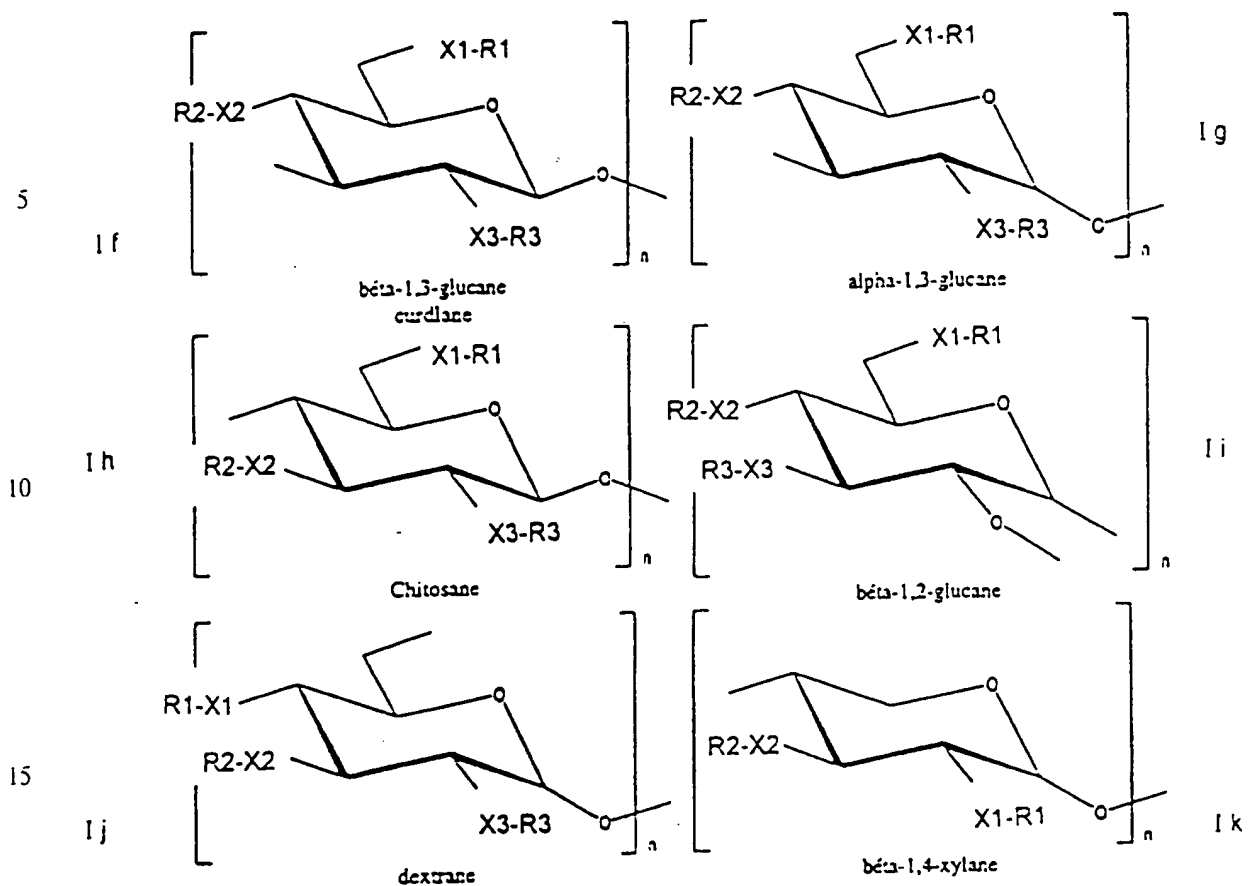 X1-R1
R2-X2
O
O
X3-R3
n
I f
béta-1,3-glucane
curdlane
X1-R1
R2-X2
O
C
X3-R3
n
I g
alpha-1,3-glucane
5
X1-R1
R2-X2
O
O
X3-R3
n
I h
Chitosane
X1-R1
R2-X2
R3-X3
O
O
n
I i
béta-1,2-glucane
10
R1-X1
R2-X2
O
O
X3-R3
n
I j
dextrane
R2-X2
O
O
X1-R1
n
I k
béta-1,4-xylane
15